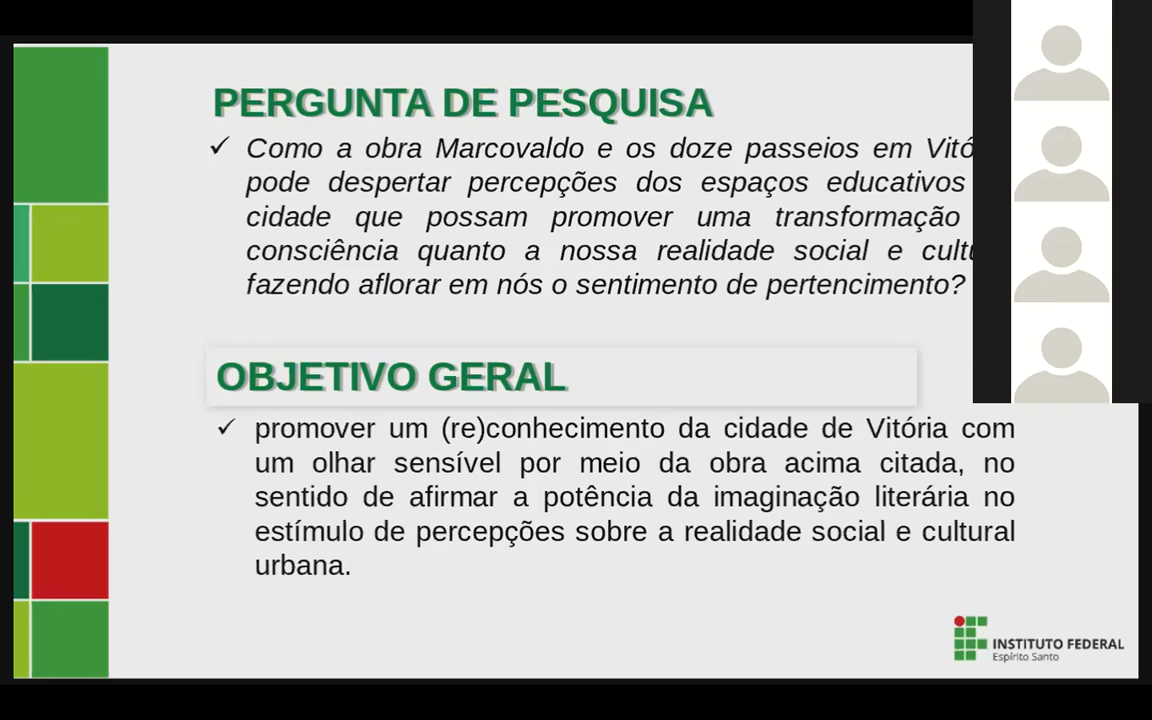 PERGUNTA DE PESQUISA
✓ Como a obra Marcovaldo e os doze passeios em
pode despertar percepções dos espaços educativos
cidade que possam promover uma transformação
consciência quanto a nossa realidade social e
fazendo aflorar em nós o sentimento de pertencimento?
OBJETIVO GERAL
✓ promover um (re)conhecimento da cidade de Vitória com
um olhar sensível por meio da obra acima citada, no
sentido de afirmar a potência da imaginação literária no
estímulo de percepções sobre a realidade social e cultural
urbana.
INSTITUTO FEDERAL
Espírito Santo